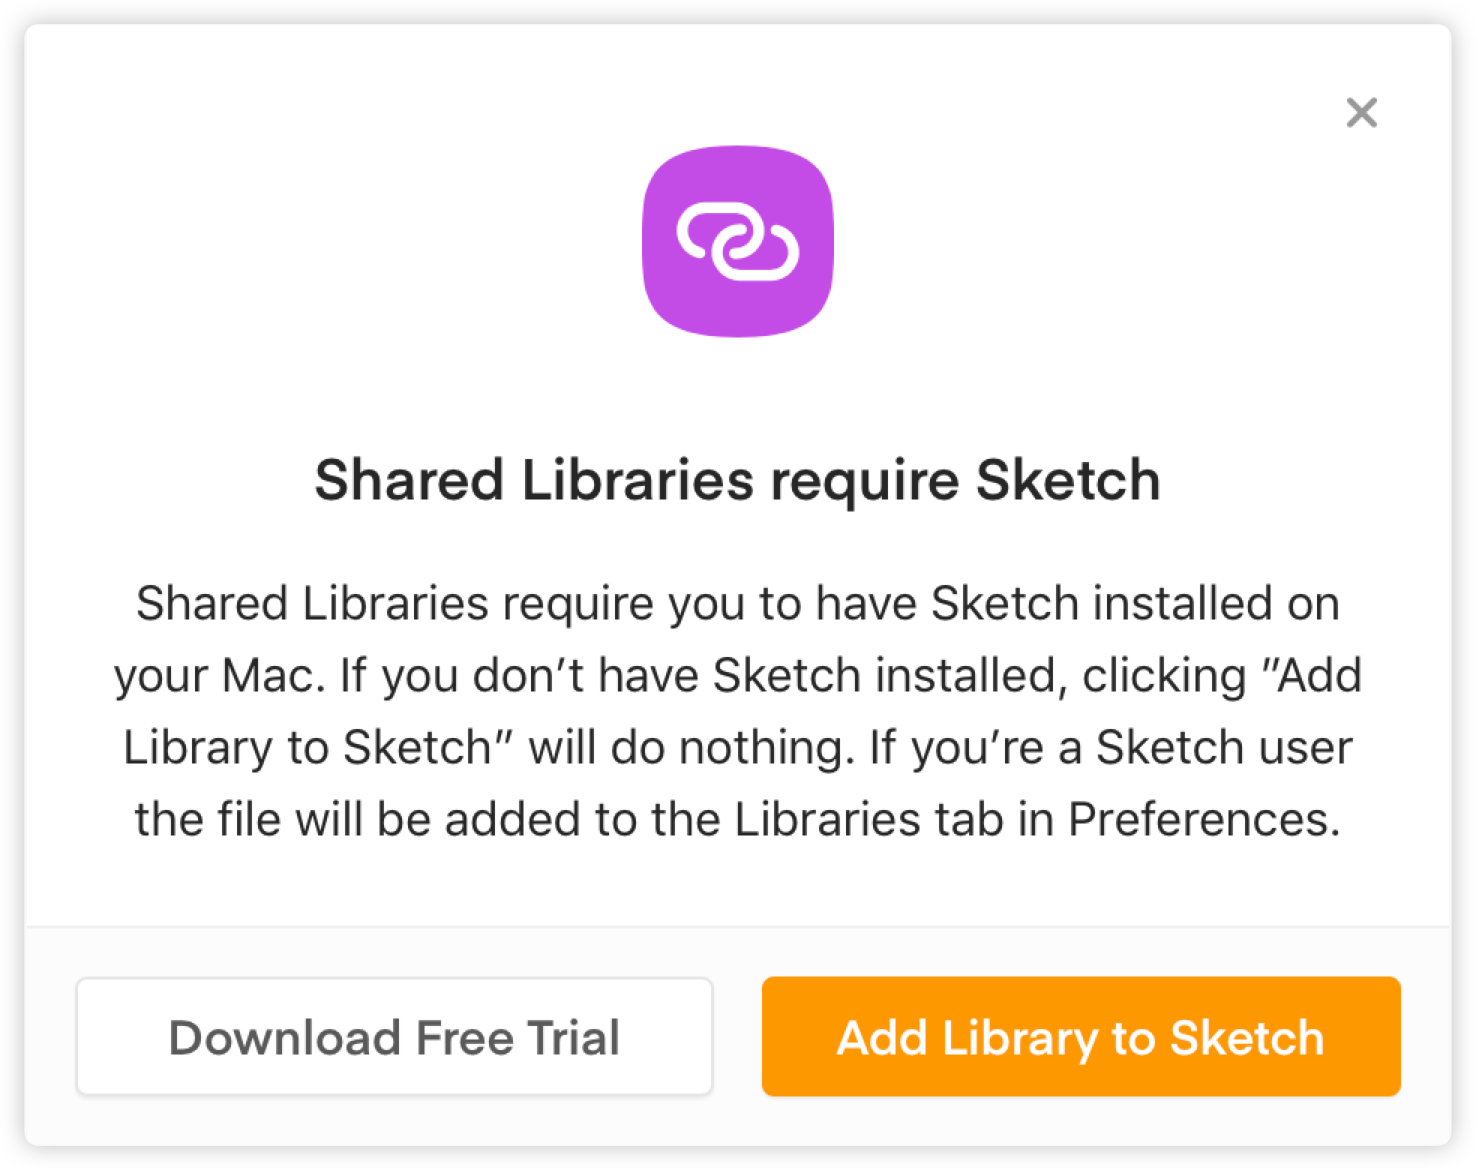 Shared Libraries require Sketch
Shared Libraries require you to have Sketch installed on
your Mac. If you don’t have Sketch installed, clicking "Add
Library to Sketch" will do nothing. If you’re a Sketch user
the file will be added to the Libraries tab in Preferences.
Download Free Trial
Add Library to Sketch